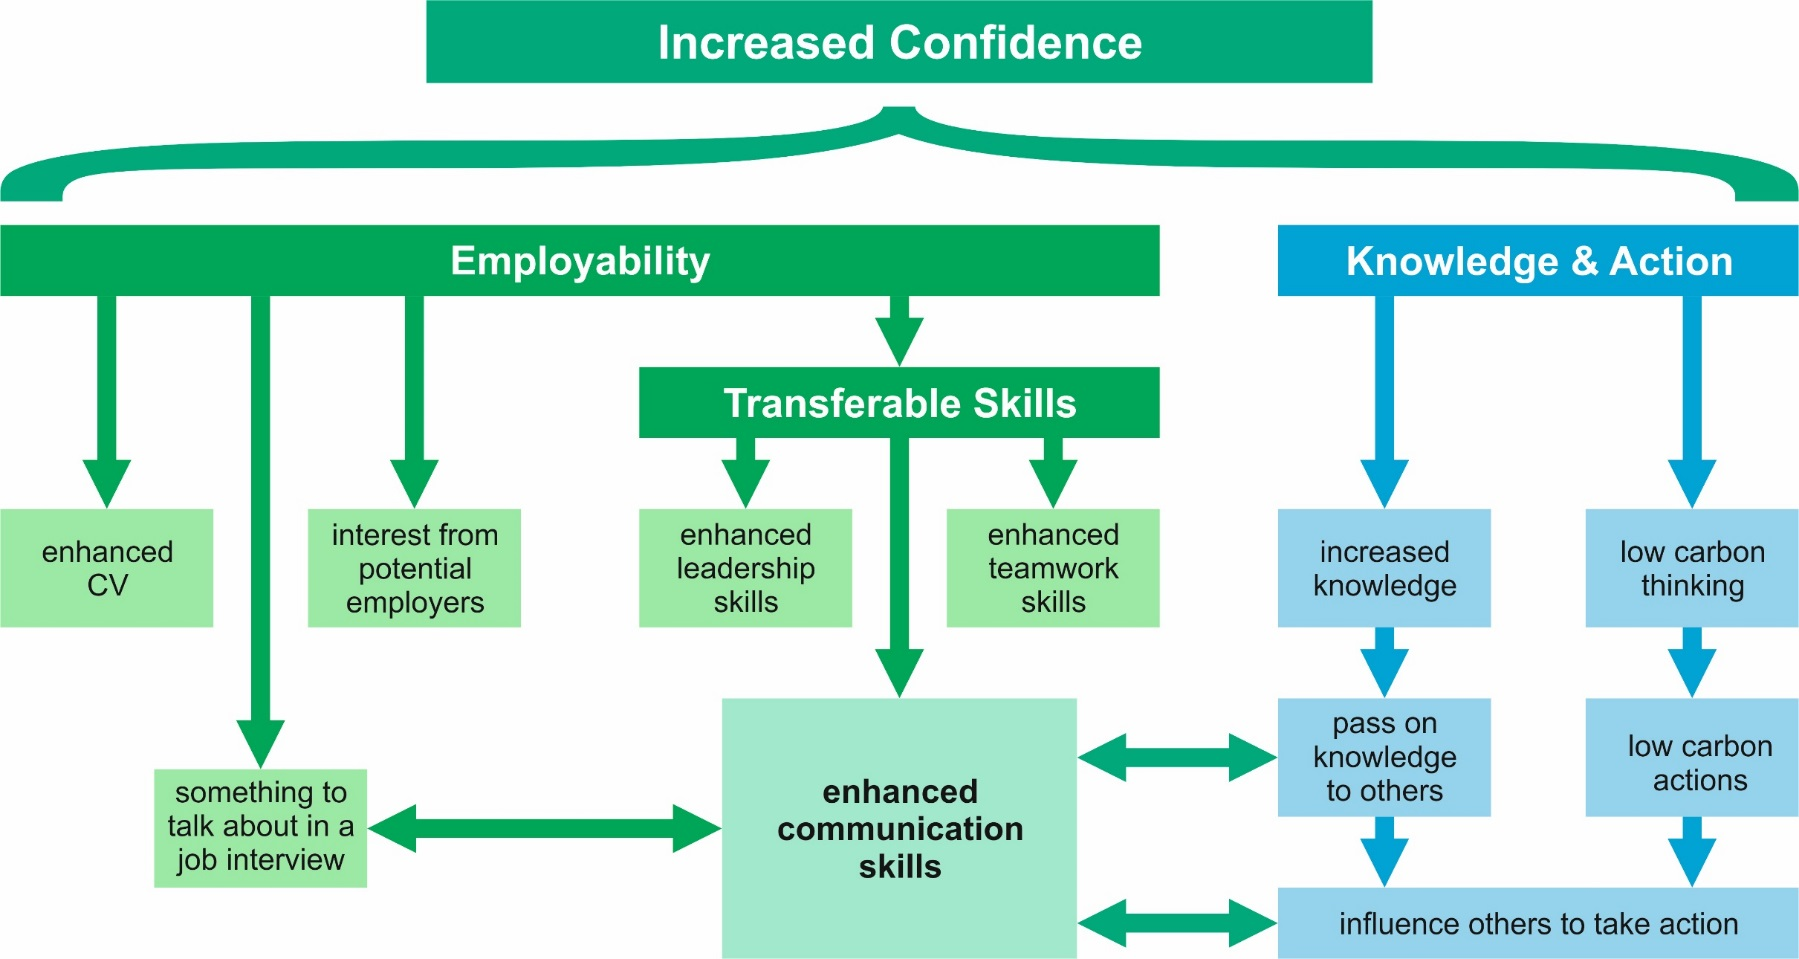 Increased Confidence
Employability
Knowledge & Action
Transferable Skills
enhanced
CV
interest from
potential
employers
enhanced
leadership
skills
enhanced
teamwork
skills
increased
knowledge
low carbon
thinking
something to
talk about in a
job interview
enhanced
communication
skills
pass on
knowledge
to others
low carbon
actions
influence others to take action